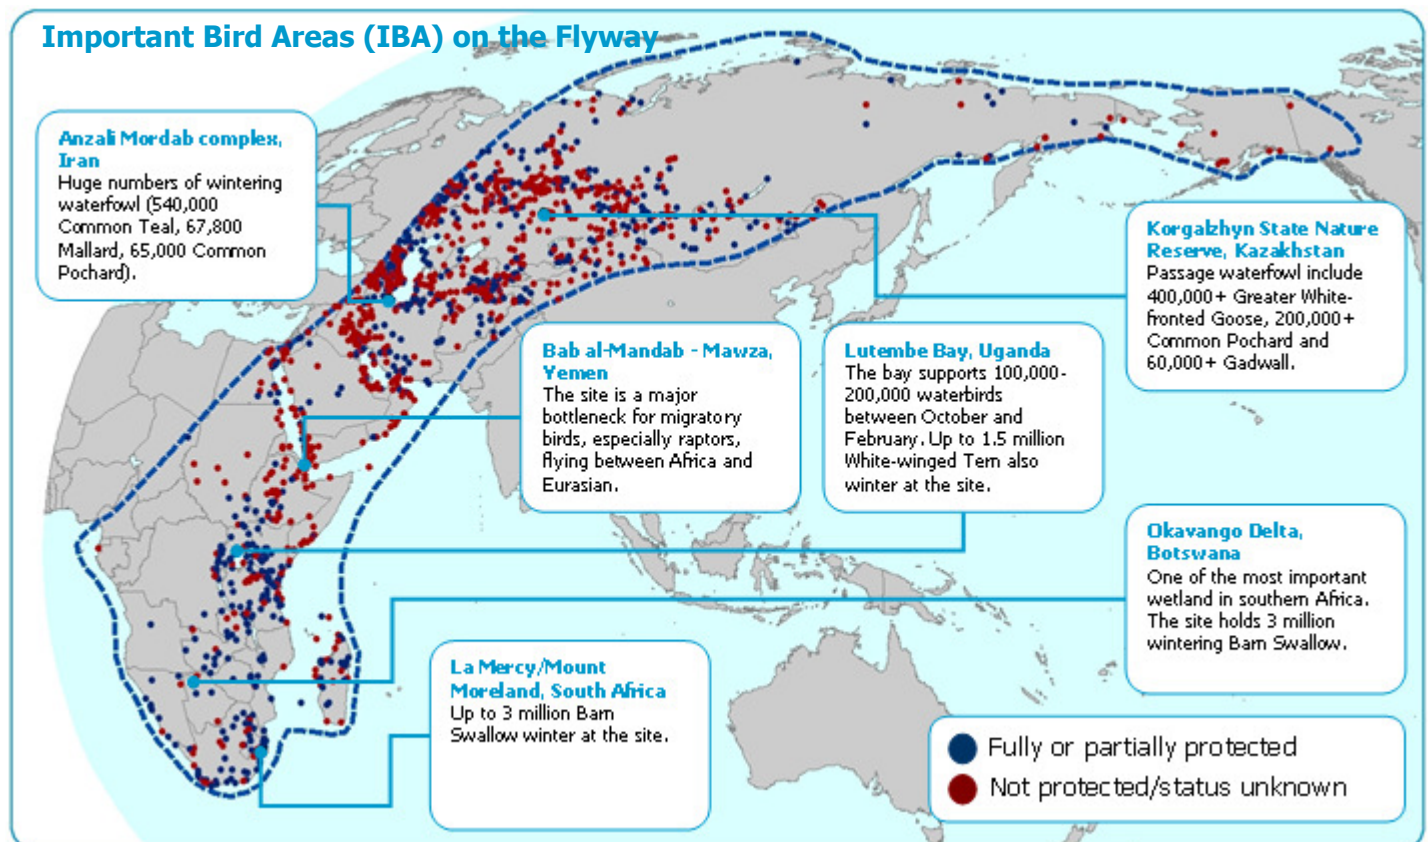 Important Bird Areas (IBA) on the Flyway
Anzali Mordab complex,
Iran
Huge numbers of wintering
waterfowl (540,000
Common Teal, 67,800
Mallard, 65,000 Common
Pochard).
Korgalzhyn State Nature
Reserve, Kazakhstan
Passage waterfowl include
400,000+ Greater White-
fronted Goose, 200,000+
Common Pochard and
60,000+ Gadwall.
Bab al-Mandab - Mawza,
Yemen
The site is a major
bottleneck for migratory
birds, especially raptors,
flying between Africa and
Eurasian.
Lutembe Bay, Uganda
The bay supports 100,000-
200,000 waterbirds
between October and
February. Up to 1.5 million
White-winged Tern also
winter at the site.
Okavango Delta,
Botswana
One of the most important
wetland in southern Africa.
The site holds 3 million
wintering Barn Swallow.
La Mercy/Mount
Moreland, South Africa
Up to 3 million Barn
Swallow winter at the site.
Fully or partially protected
Not protected/status unknown